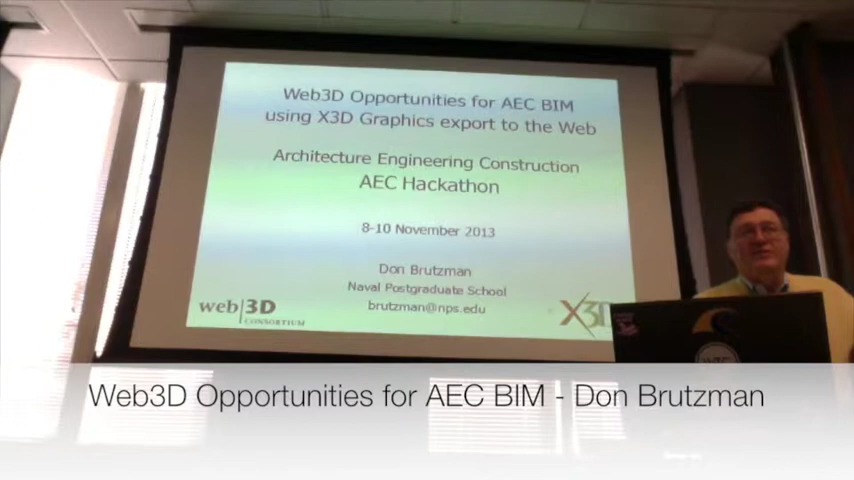 Web3D Opportunities for AEC BIM
using X3D Graphics export to the Web
Architecture Engineering Construction
AEC Hackathon
8-10 November 2013
Don Brutzman
Naval Postgraduate School
brutzman@nps.edu
web|3D
CONSORTIUM
X3D
Web3D Opportunities for AEC BIM - Don Brutzman